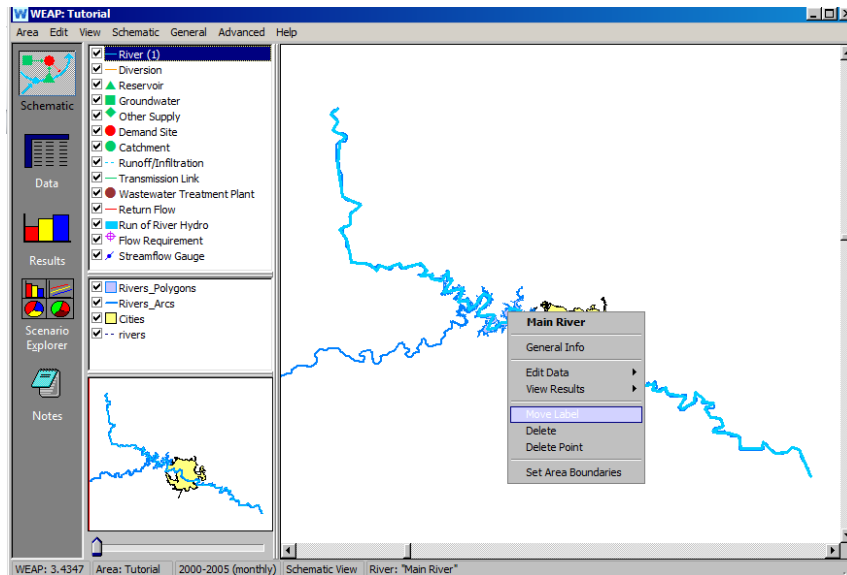 WEAP: Tutorial
Area Edit View Schematic General Advanced Help
Schematic
Data
Results
Scenario
Explorer
Notes
River (1)
Diversion
Reservoir
Groundwater
Other Supply
Demand Site
Catchment
Runoff/Infiltration
Transmission Link
Wastewater Treatment Plant
Return Flow
Run of River Hydro
Flow Requirement
Streamflow Gauge
Rivers_Polygons
Rivers_Arcs
Cities
rivers
Main River
General Info
Edit Data
View Results
Move Label
Delete
Delete Point
Set Area Boundaries
WEAP: 3.4347 Area: Tutorial 2000-2005 (monthly) Schematic View River: "Main River"